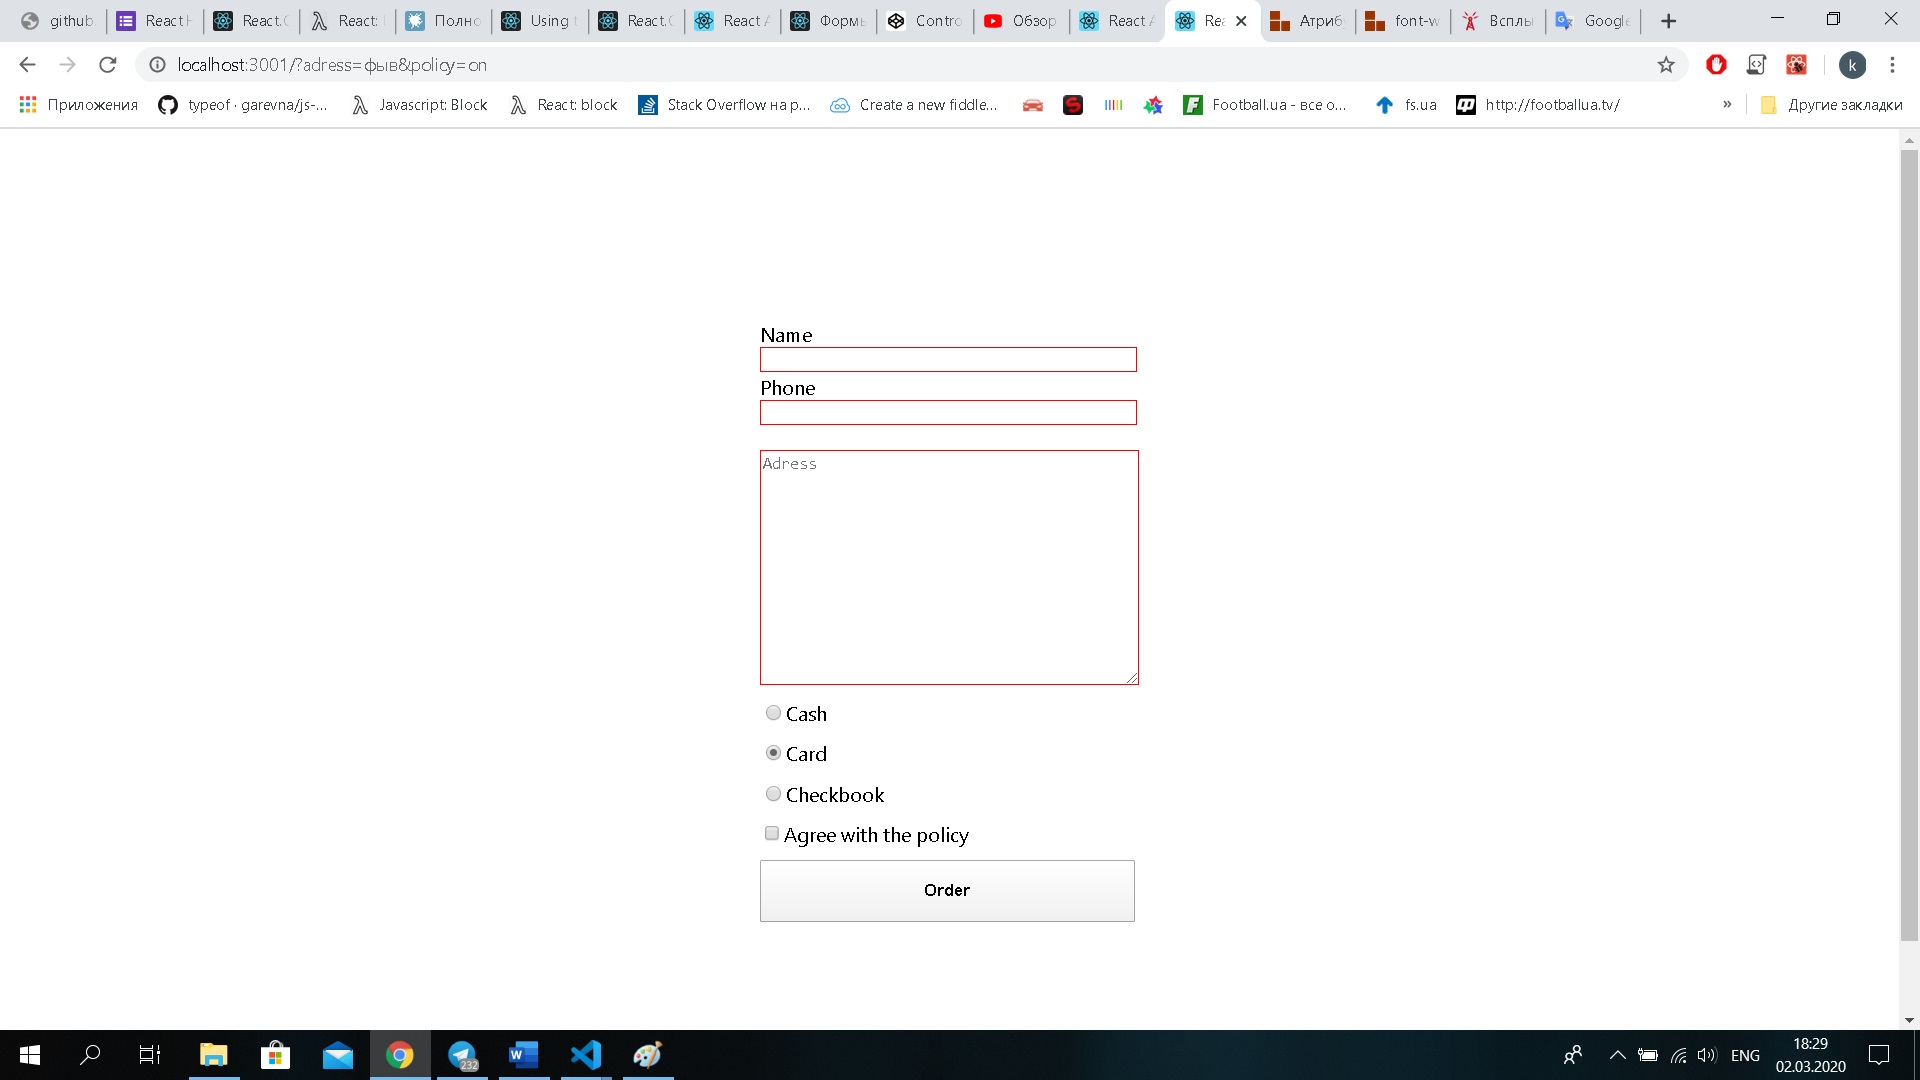 github
React H
React.(
React:
Полно
Using t
React.(
React A
Формы
Contro
Обзор
React A
Rea
Атриб
font-w
Всплы
Google
localhost:3001/?adress=фыв&policy=on
k
Приложения
typeof · garevna/js-...
Javascript: Block
React: block
Stack Overflow на р...
Create a new fiddle...
Football.ua - все о...
fs.ua
http://footballua.tv/
»
Другие закладки
Name
Phone
Adress
Cash
Card
Checkbook
Agree with the policy
Order
232
ENG
18:29
02.03.2020